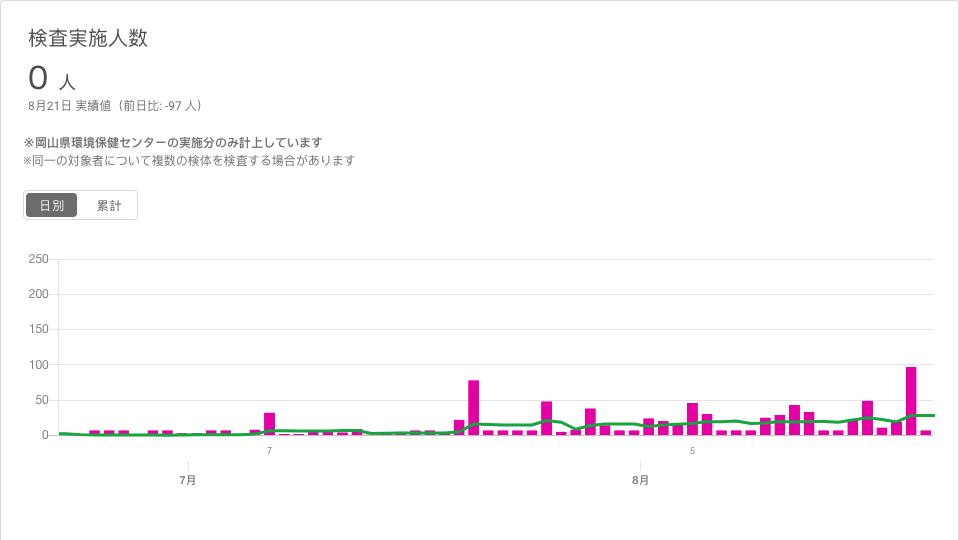 検査実施人数
0 人
8月21日 実績値（前日比: -97 人）
※岡山県環境保健センターの実施分のみ計上しています
※同一の対象者について複数の検体を検査する場合があります
日別 累計
250
200
150
100
50
0
7 5
7月 8月